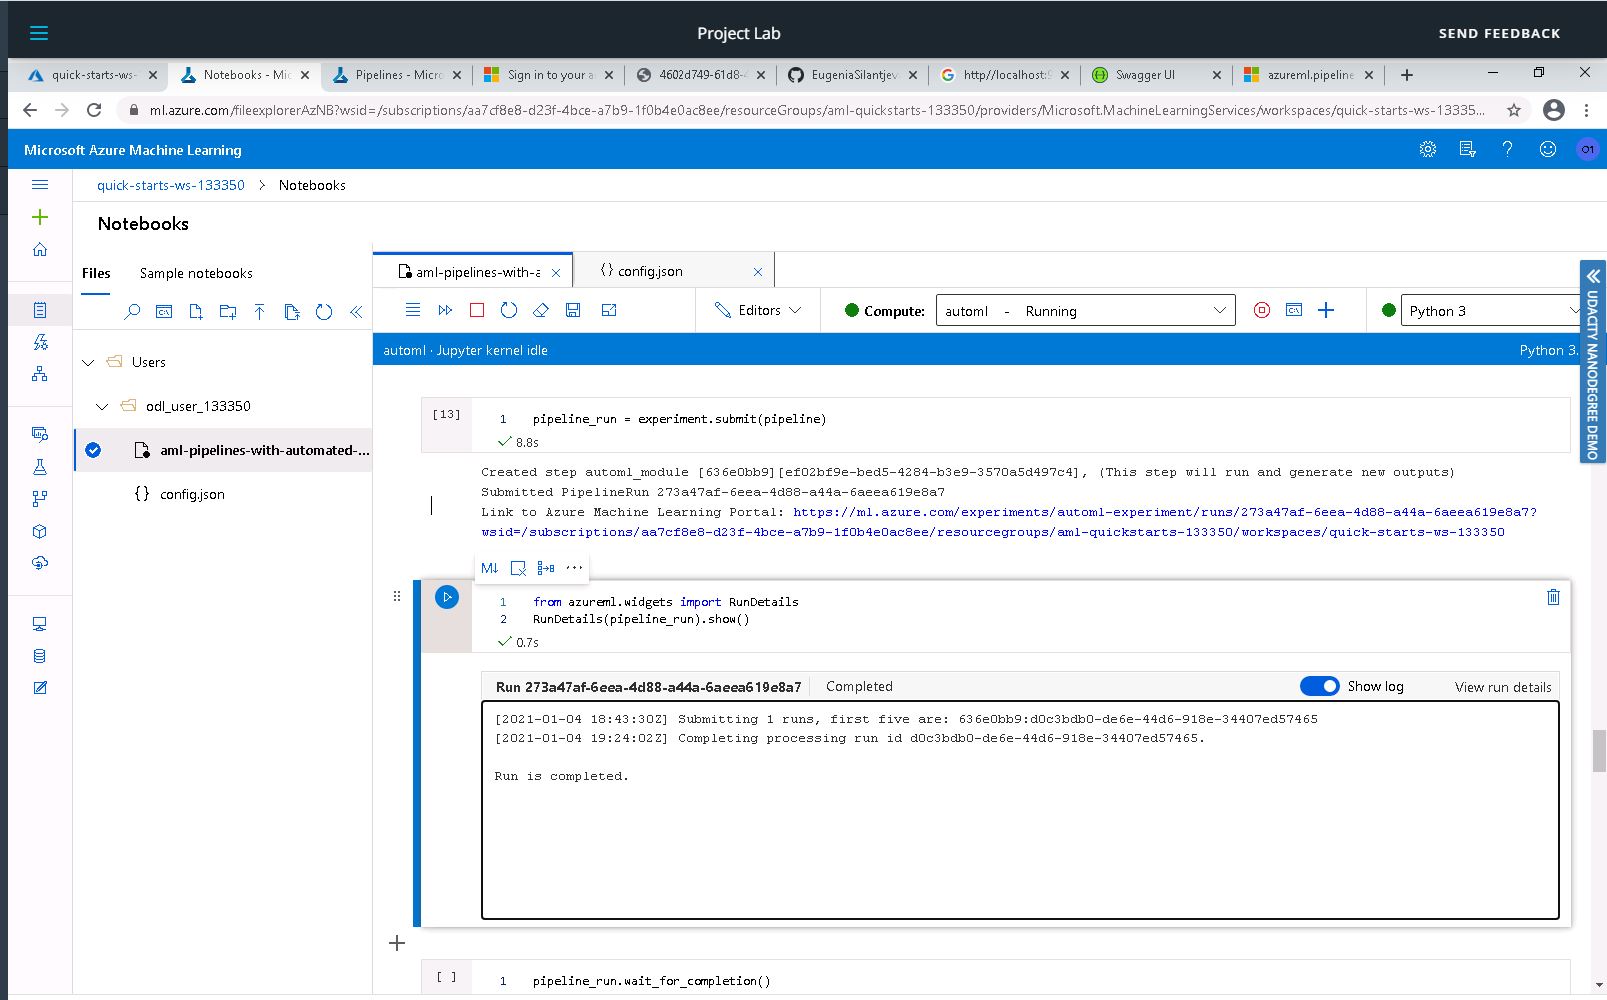 Project Lab
SEND FEEDBACK
quick-starts-ws-
Notebooks - Mic
Pipelines - Micro
Sign in to your a
4602d749-61d8-4
EugeniaSilantjeva
http//localhost:9
Swagger UI
azureml.pipeline
ml.azure.com/fileexplorerAzNB?wsid=/subscriptions/aa7cf8e8-d23f-4bce-a7b9-1f0b4e0ac8ee/resourceGroups/aml-quickstarts-133350/providers/Microsoft.MachineLearningServices/workspaces/quick-starts-ws-13335...
Microsoft Azure Machine Learning
O1
quick-starts-ws-133350 > Notebooks
Notebooks
Files
Sample notebooks
Users
odl_user_133350
aml-pipelines-with-automated-...
{} config.json
aml-pipelines-with-a
{} config.json
Editors
Compute:
automl - Running
Python 3
automl · Jupyter kernel idle
Python 3.
UDACITY NANODEGREE DEMO
[13]
1 pipeline_run = experiment.submit(pipeline)
8.8s
Created step automl_module [636e0bb9][ef02bf9e-bed5-4284-b3e9-3570a5d497c4], (This step will run and generate new outputs)
Submitted PipelineRun 273a47af-6eea-4d88-a44a-6aeea619e8a7
Link to Azure Machine Learning Portal: https://ml.azure.com/experiments/automl-experiment/runs/273a47af-6eea-4d88-a44a-6aeea619e8a7?
wsid=/subscriptions/aa7cf8e8-d23f-4bce-a7b9-1f0b4e0ac8ee/resourcegroups/aml-quickstarts-133350/workspaces/quick-starts-ws-133350
M↓
1 from azureml.widgets import RunDetails
2 RunDetails(pipeline_run).show()
0.7s
Run 273a47af-6eea-4d88-a44a-6aeea619e8a7
Completed
Show log
View run details
[2021-01-04 18:43:30Z] Submitting 1 runs, first five are: 636e0bb9:d0c3bdb0-de6e-44d6-918e-34407ed57465
[2021-01-04 19:24:02Z] Completing processing run id d0c3bdb0-de6e-44d6-918e-34407ed57465.
Run is completed.
[ ]
1 pipeline_run.wait_for_completion()